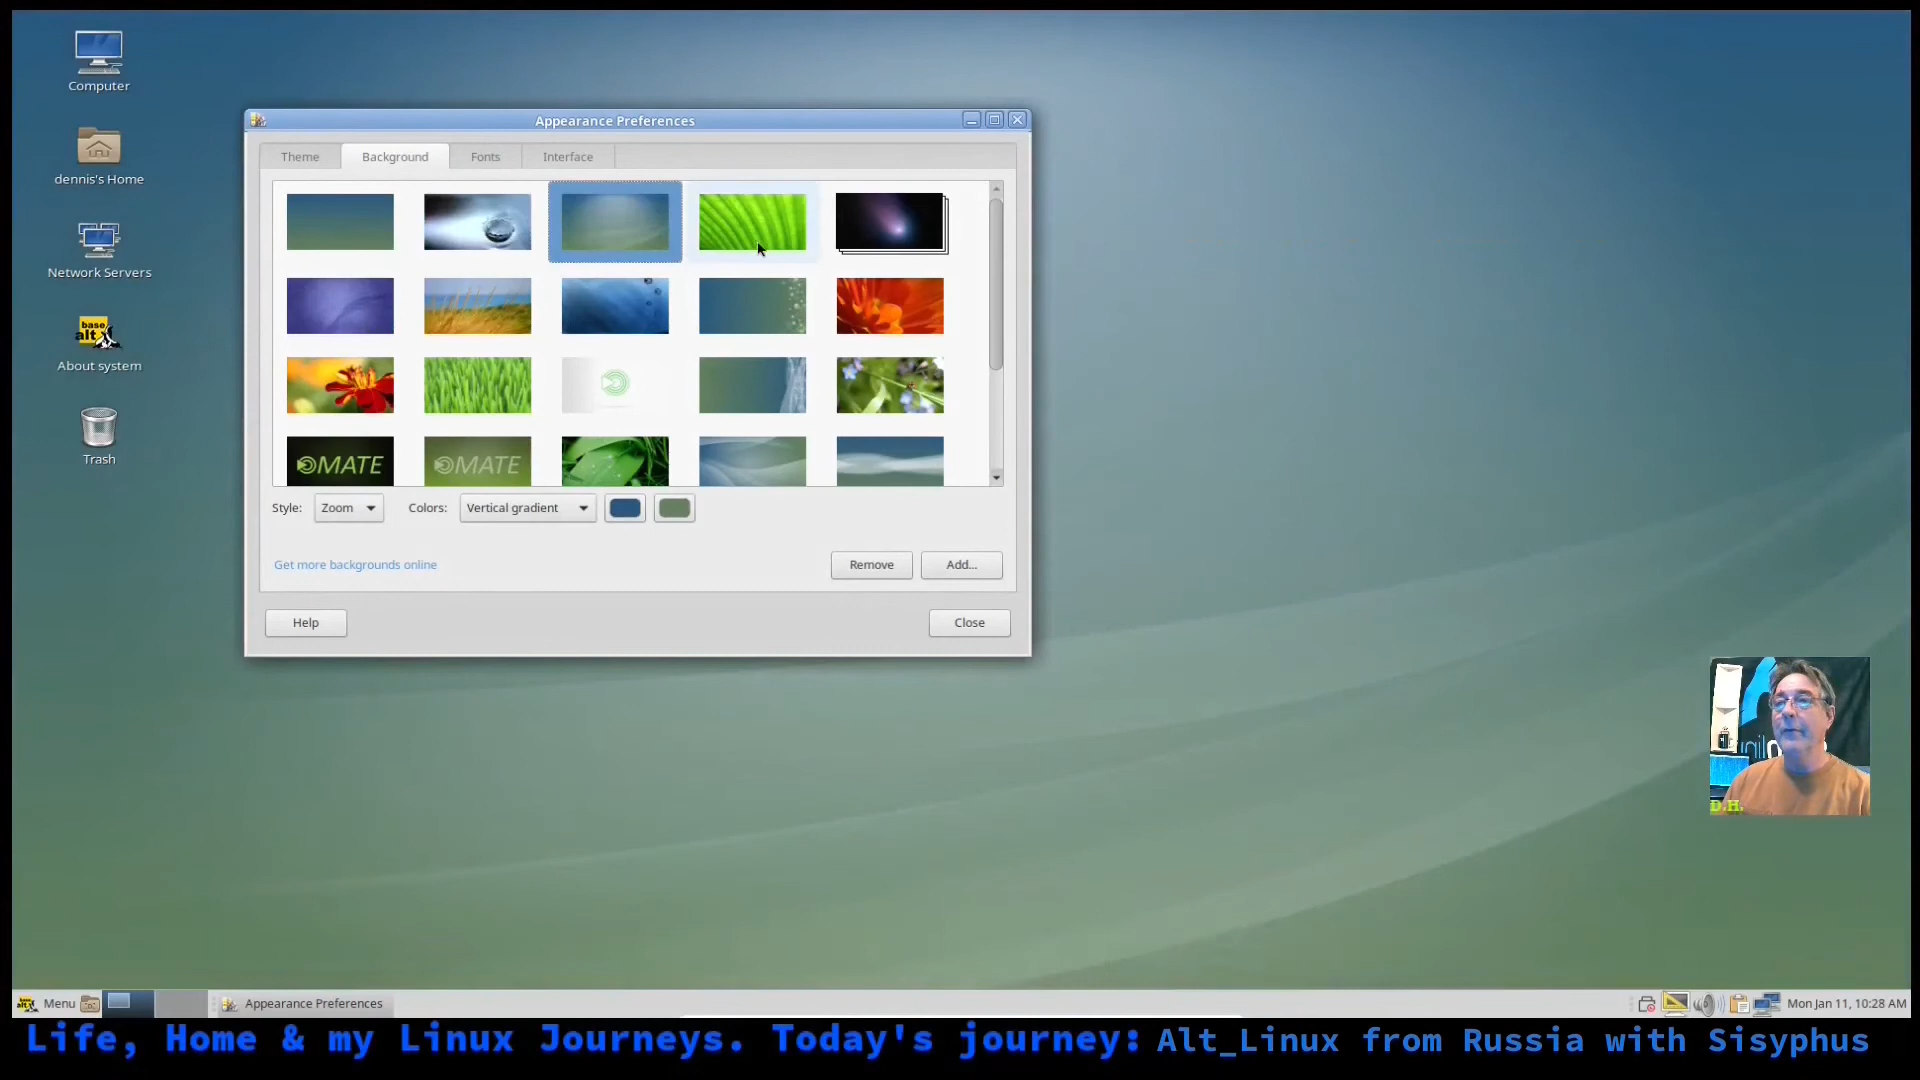 Computer
dennis's Home
Network Servers
base
alt
About system
Trash
Appearance Preferences
Theme Background Fonts Interface
MATE MATE
Style: Zoom Colors: Vertical gradient
Get more backgrounds online Remove Add...
Help Close
D.H.
Menu Appearance Preferences Mon Jan 11, 10:28 AM
Life, Home & my Linux Journeys. Today's journey: Alt_Linux from Russia with Sisyphus